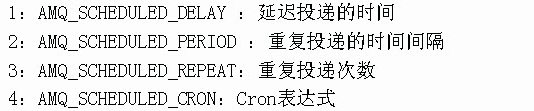 1：AMQ_SCHEDULED_DELAY ：延迟投递的时间
2：AMQ_SCHEDULED_PERIOD ：重复投递的时间间隔
3：AMQ_SCHEDULED_REPEAT：重复投递次数
4：AMQ_SCHEDULED_CRON：Cron表达式